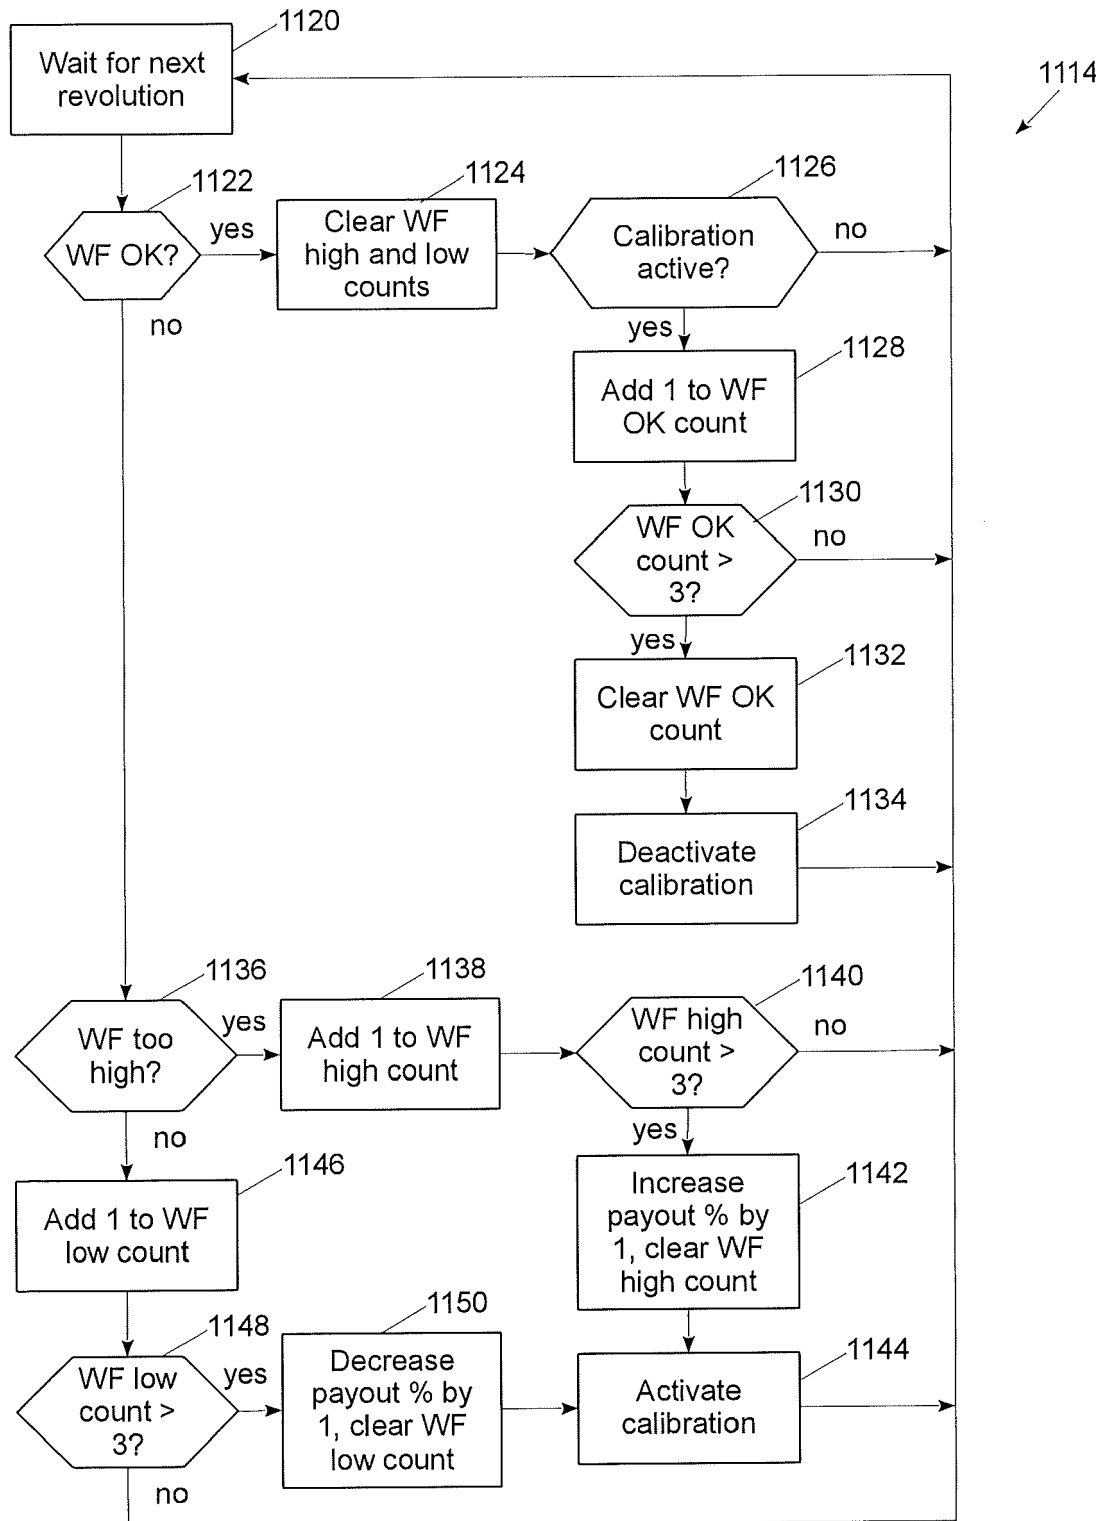 1120
Wait for next
revolution
1114
1122
WF OK?
yes
no
1124
Clear WF
high and low
counts
1126
Calibration
active?
no
yes
1128
Add 1 to WF
OK count
1130
WF OK
count >
3?
no
yes
1132
Clear WF OK
count
1134
Deactivate
calibration
1136
WF too
high?
yes
no
1138
Add 1 to WF
high count
1140
WF high
count >
3?
no
yes
1142
Increase
payout % by
1, clear WF
high count
1146
Add 1 to WF
low count
1148
WF low
count >
3?
yes
no
1150
Decrease
payout % by
1, clear WF
low count
1144
Activate
calibration